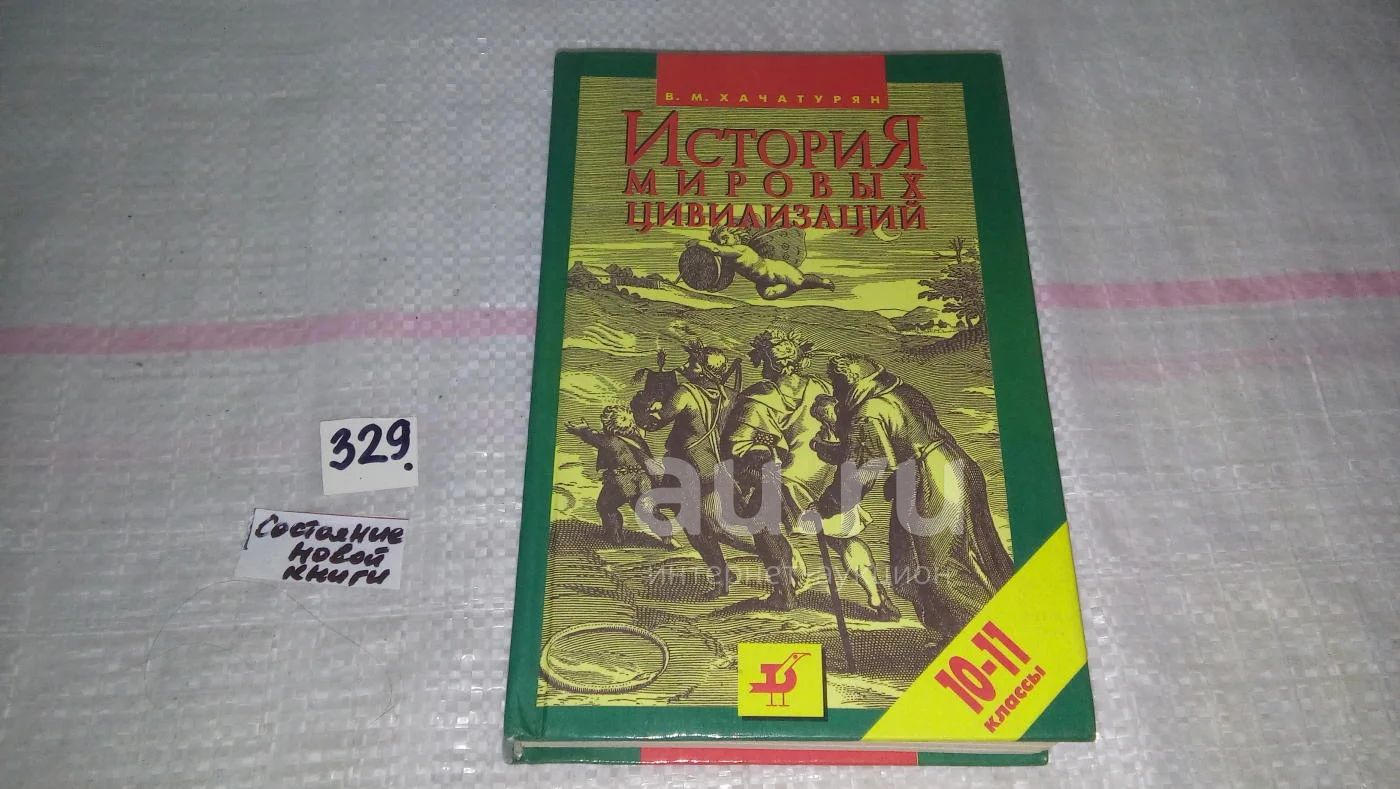 В. М. ХАЧАТУРЯН
ИСТОРИЯ
МИРОВЫХ
ЦИВИЛИЗАЦИЙ
329.
Состояние
новой
книги
au.ru
интернет-аукцион
10-11
классы